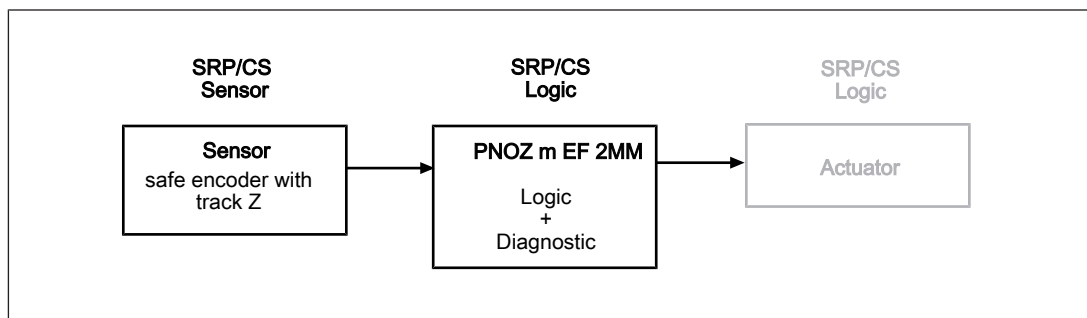 SRP/CS
Sensor
SRP/CS
Logic
SRP/CS
Logic
Sensor
safe encoder with
track Z
PNOZ m EF 2MM
Logic
+
Diagnostic
Actuator